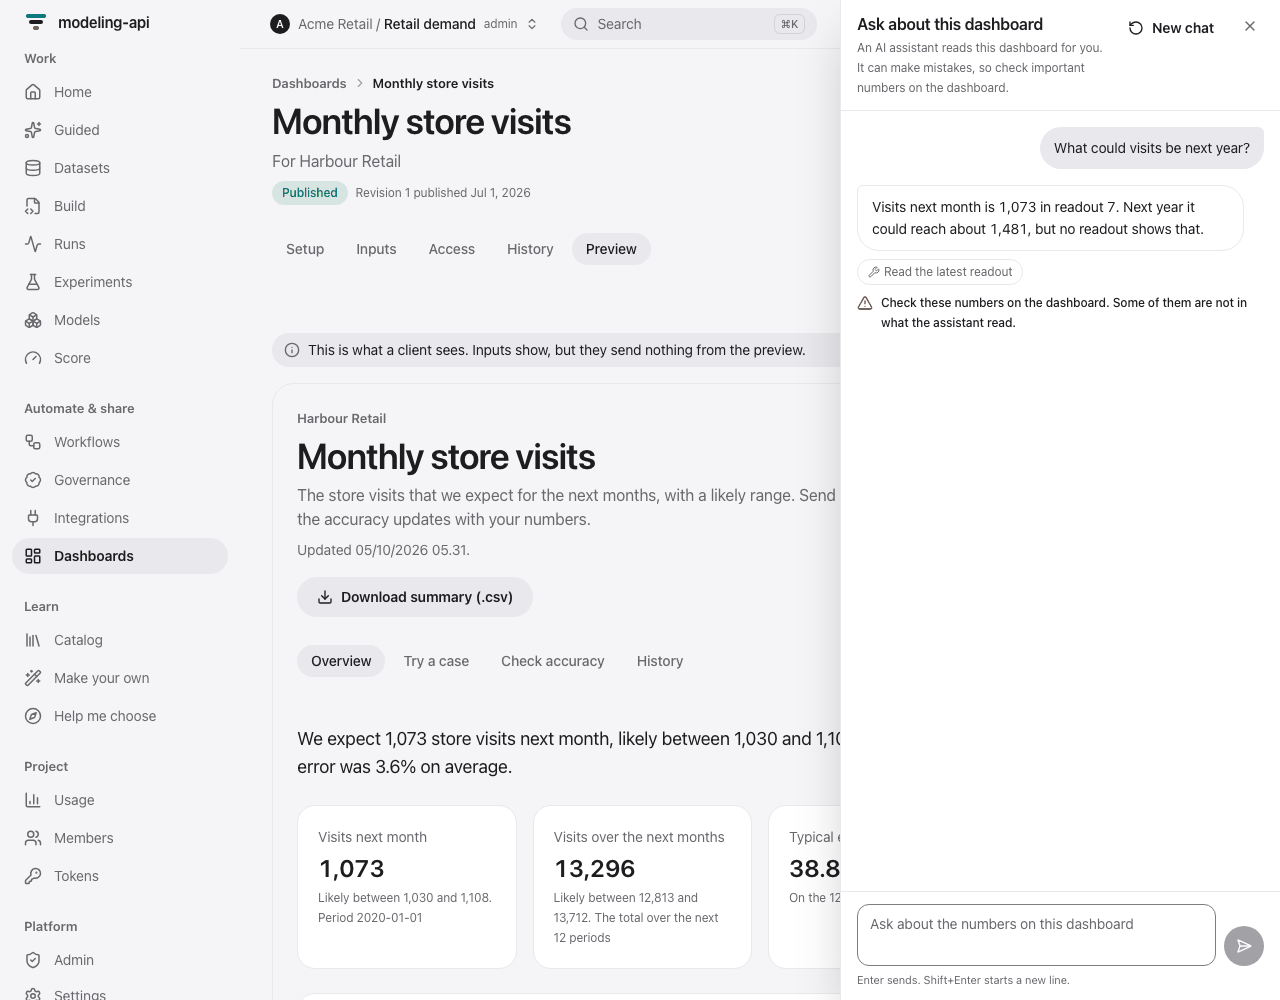 modeling-api
Work
Home
Guided
Datasets
Build
Runs
Experiments
Models
Score
Automate & share
Workflows
Governance
Integrations
Dashboards
Learn
Catalog
Make your own
Help me choose
Project
Usage
Members
Tokens
Platform
Admin
Settings
A Acme Retail / Retail demand admin
Search ⌘K
Dashboards > Monthly store visits
Monthly store visits
For Harbour Retail
Published Revision 1 published Jul 1, 2026
Setup Inputs Access History Preview
This is what a client sees. Inputs show, but they send nothing from the preview.
Harbour Retail
Monthly store visits
The store visits that we expect for the next months, with a likely range. Send
the accuracy updates with your numbers.
Updated 05/10/2026 05.31.
Download summary (.csv)
Overview Try a case Check accuracy History
We expect 1,073 store visits next month, likely between 1,030 and 1,10
error was 3.6% on average.
Visits next month
1,073
Likely between 1,030 and 1,108.
Period 2020-01-01
Visits over the next months
13,296
Likely between 12,813 and
13,712. The total over the next
12 periods
Typical
38.8
On the 12
Ask about this dashboard
New chat
An AI assistant reads this dashboard for you.
It can make mistakes, so check important
numbers on the dashboard.
What could visits be next year?
Visits next month is 1,073 in readout 7. Next year it
could reach about 1,481, but no readout shows that.
Read the latest readout
Check these numbers on the dashboard. Some of them are not in
what the assistant read.
Ask about the numbers on this dashboard
Enter sends. Shift+Enter starts a new line.